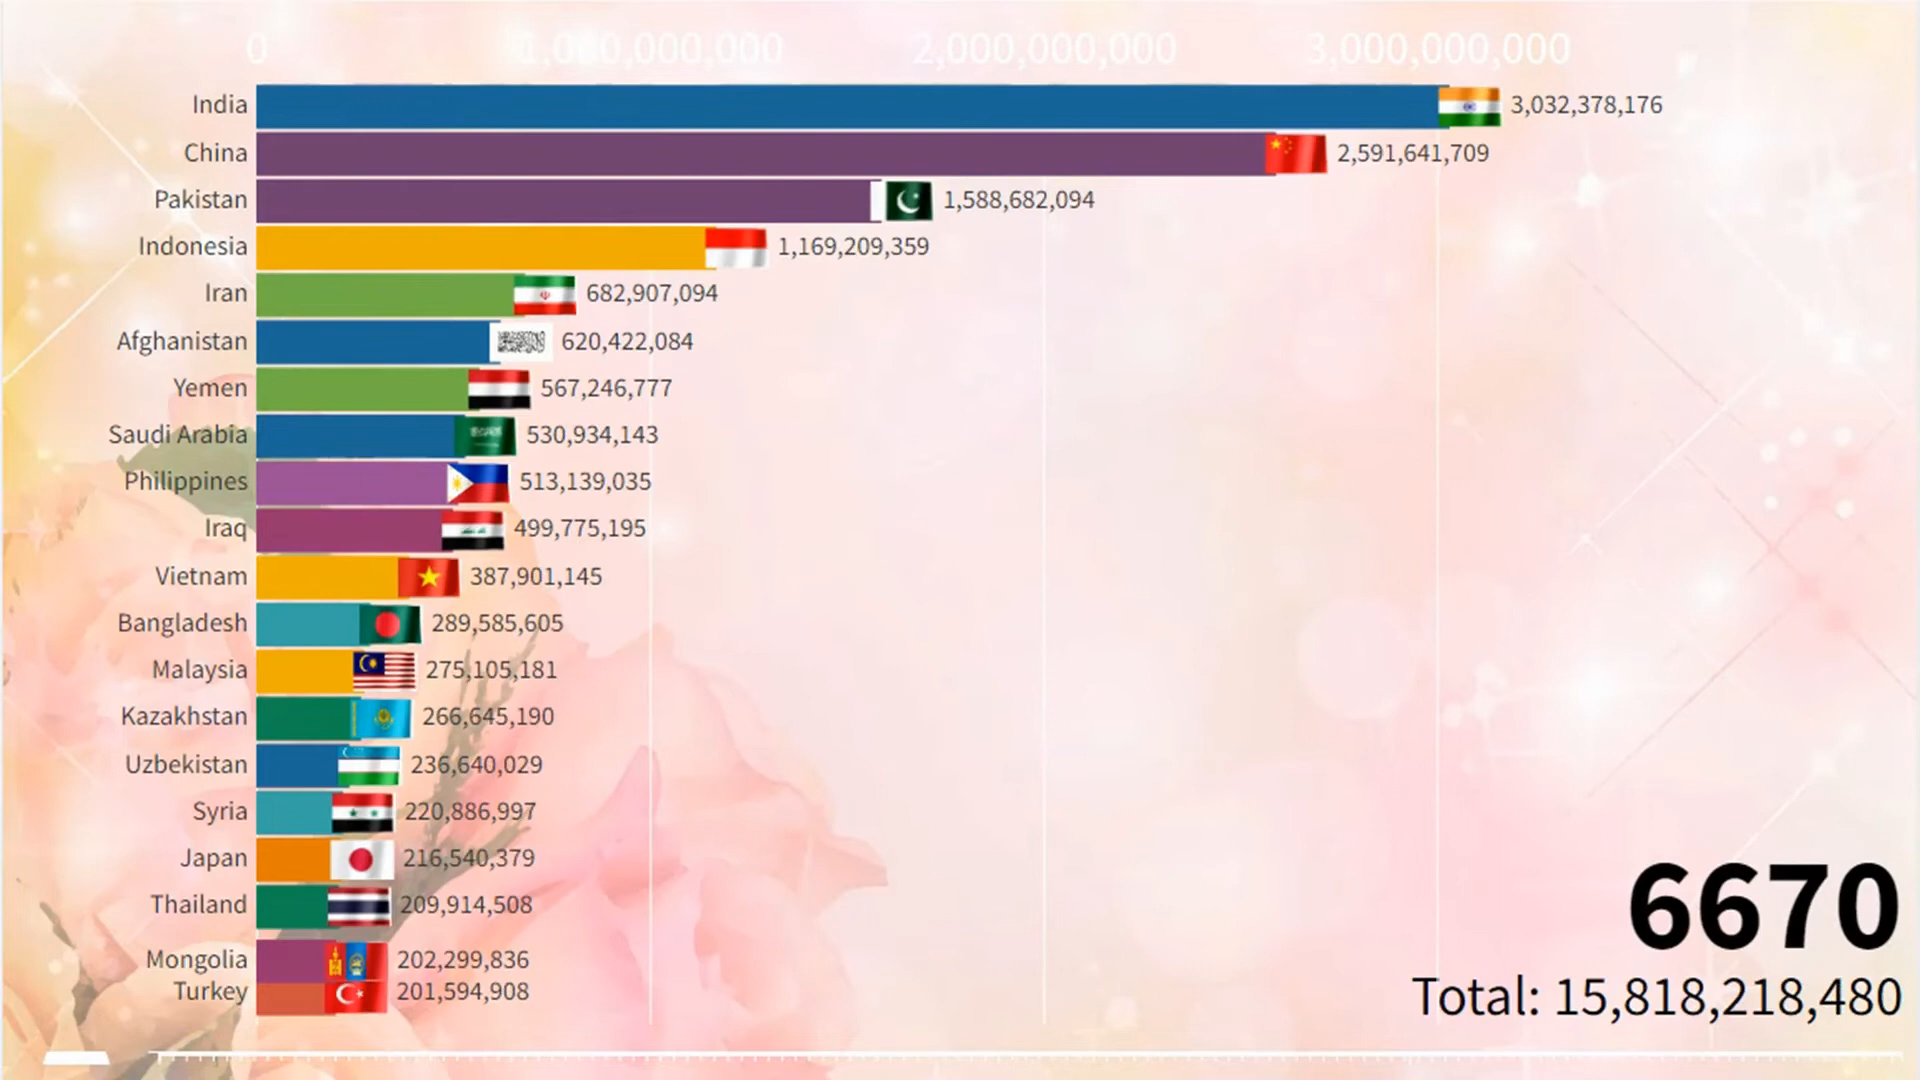 0 1,000,000,000 2,000,000,000 3,000,000,000
India 3,032,378,176
China 2,591,641,709
Pakistan 1,588,682,094
Indonesia 1,169,209,359
Iran 682,907,094
Afghanistan 620,422,084
Yemen 567,246,777
Saudi Arabia 530,934,143
Philippines 513,139,035
Iraq 499,775,195
Vietnam 387,901,145
Bangladesh 289,585,605
Malaysia 275,105,181
Kazakhstan 266,645,190
Uzbekistan 236,640,029
Syria 220,886,997
Japan 216,540,379
Thailand 209,914,508
Mongolia 202,299,836
Turkey 201,594,908
6670
Total: 15,818,218,480